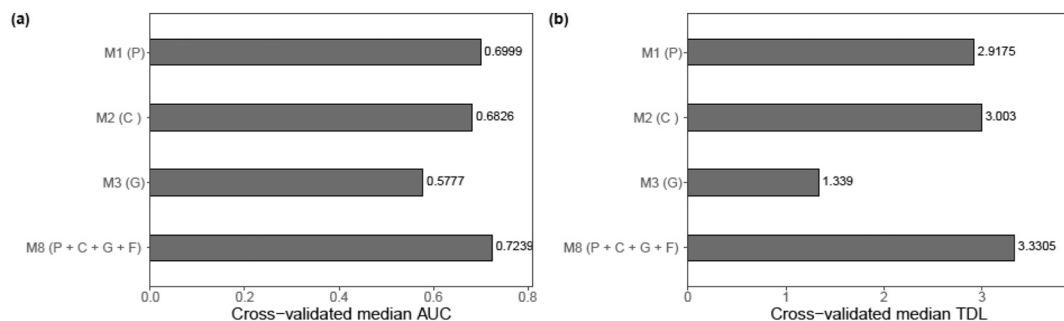 (a)
M1 (P)
0.6999
M2 (C )
0.6826
M3 (G)
0.5777
M8 (P + C + G + F)
0.7239
0.0 0.2 0.4 0.6 0.8
Cross−validated median AUC
(b)
M1 (P)
2.9175
M2 (C )
3.003
M3 (G)
1.339
M8 (P + C + G + F)
3.3305
0 1 2 3
Cross−validated median TDL